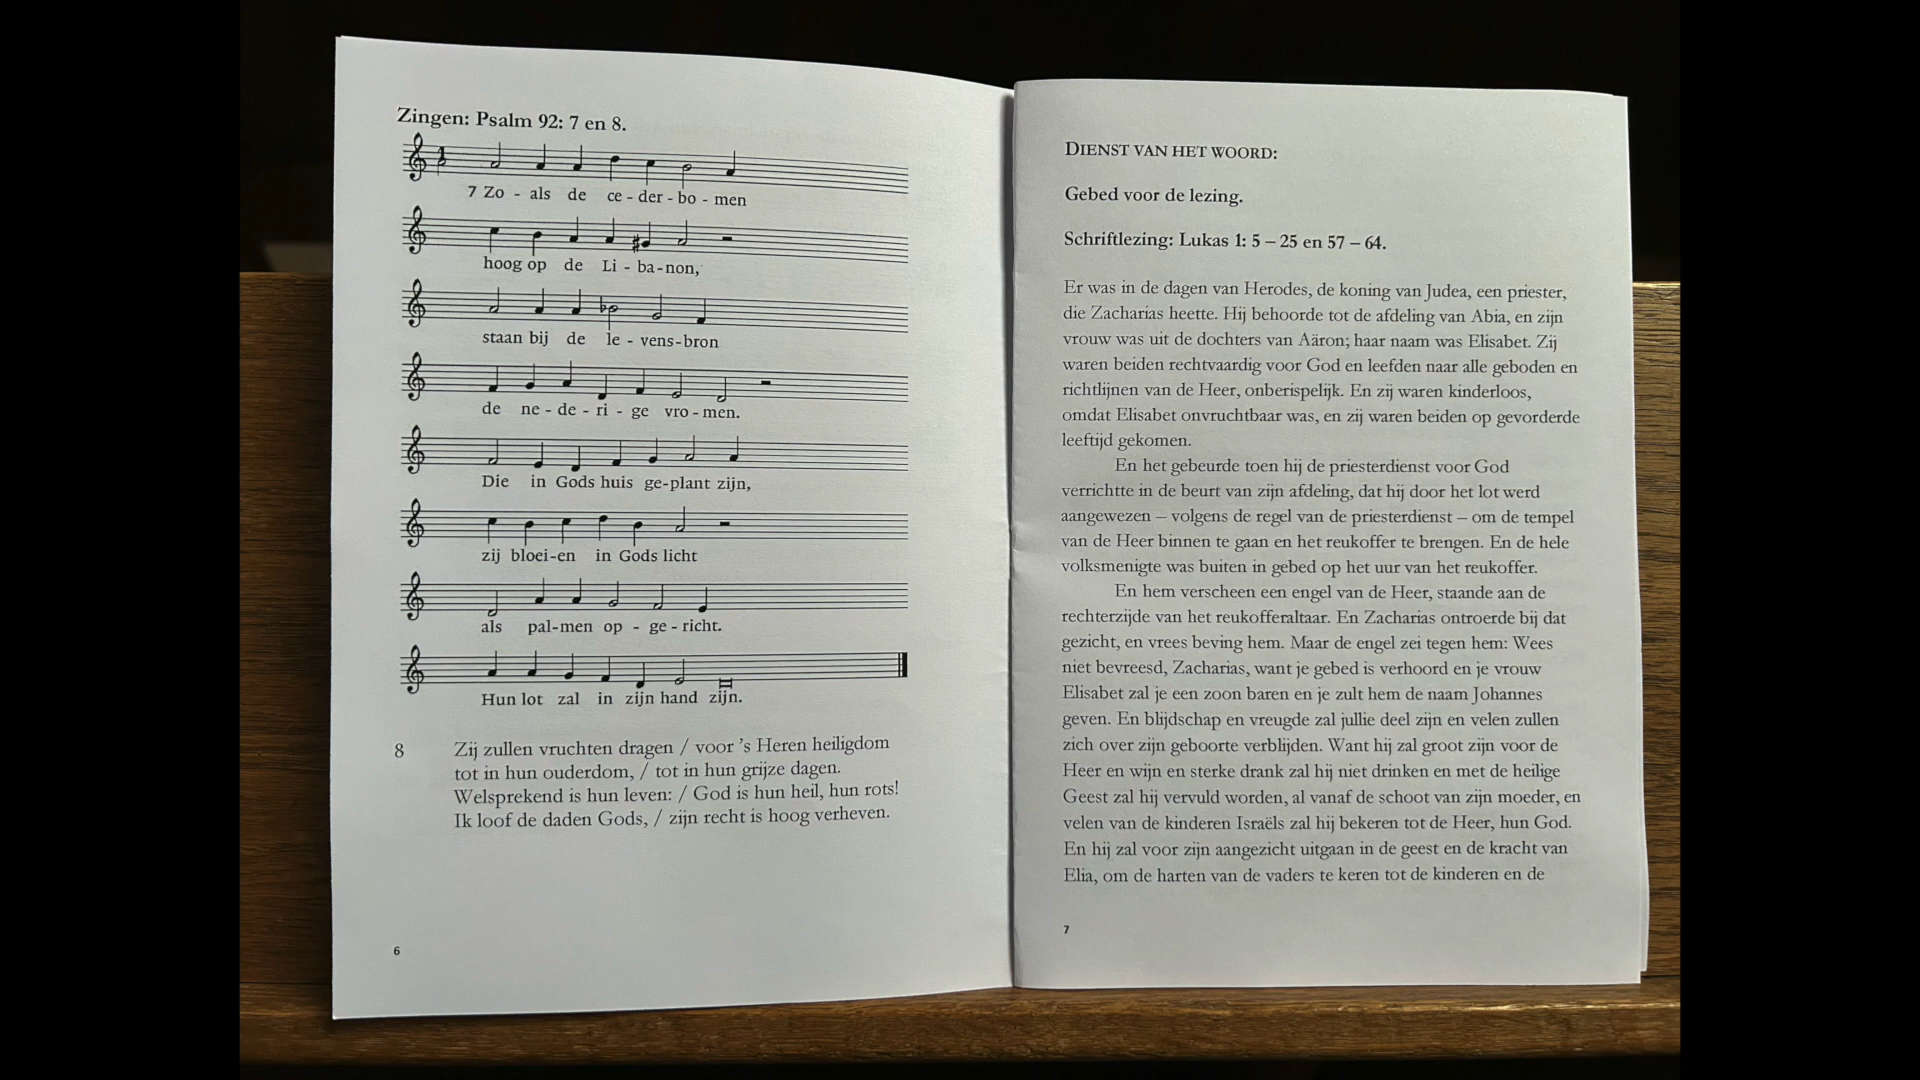 Zingen: Psalm 92: 7 en 8.
7 Zo - als de ce - der - bo - men
hoog op de Li - ba - non,
staan bij de le - vens - bron
de ne - de - ri - ge vro - men.
Die in Gods huis ge - plant zijn,
zij bloei - en in Gods licht
als pal - men op - ge - richt.
Hun lot zal in zijn hand zijn.
8 Zij zullen vruchten dragen / voor 's Heren heiligdom
tot in hun ouderdom, / tot in hun grijze dagen.
Welsprekend is hun leven: / God is hun heil, hun rots!
Ik loof de daden Gods, / zijn recht is hoog verheven.
6
DIENST VAN HET WOORD:
Gebed voor de lezing.
Schriftlezing: Lukas 1: 5 – 25 en 57 – 64.
Er was in de dagen van Herodes, de koning van Judea, een priester,
die Zacharias heette. Hij behoorde tot de afdeling van Abia, en zijn
vrouw was uit de dochters van Aäron; haar naam was Elisabet. Zij
waren beiden rechtvaardig voor God en leefden naar alle geboden en
richtlijnen van de Heer, onberispelijk. En zij waren kinderloos,
omdat Elisabet onvruchtbaar was, en zij waren beiden op gevorderde
leeftijd gekomen.
En het gebeurde toen hij de priesterdienst voor God
verrichtte in de beurt van zijn afdeling, dat hij door het lot werd
aangewezen – volgens de regel van de priesterdienst – om de tempel
van de Heer binnen te gaan en het reukoffer te brengen. En de hele
volksmenigte was buiten in gebed op het uur van het reukoffer.
En hem verscheen een engel van de Heer, staande aan de
rechterzijde van het reukofferaltaar. En Zacharias ontroerde bij dat
gezicht, en vrees beving hem. Maar de engel zei tegen hem: Wees
niet bevreesd, Zacharias, want je gebed is verhoord en je vrouw
Elisabet zal je een zoon baren en je zult hem de naam Johannes
geven. En blijdschap en vreugde zal jullie deel zijn en velen zullen
zich over zijn geboorte verblijden. Want hij zal groot zijn voor de
Heer en wijn en sterke drank zal hij niet drinken en met de heilige
Geest zal hij vervuld worden, al vanaf de schoot van zijn moeder, en
velen van de kinderen Israëls zal hij bekeren tot de Heer, hun God.
En hij zal voor zijn aangezicht uitgaan in de geest en de kracht van
Elia, om de harten van de vaders te keren tot de kinderen en de
7